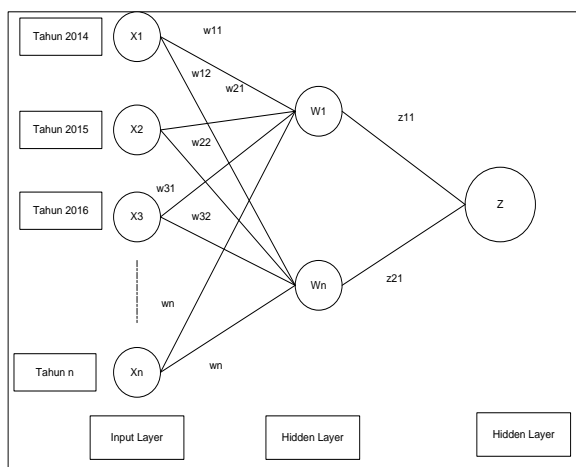 Tahun 2014
X1
w11
w12
w21
Tahun 2015
X2
W1
w22
z11
Tahun 2016
X3
w31
w32
Z
Wn
z21
wn
wn
Tahun n
Xn
Input Layer
Hidden Layer
Hidden Layer